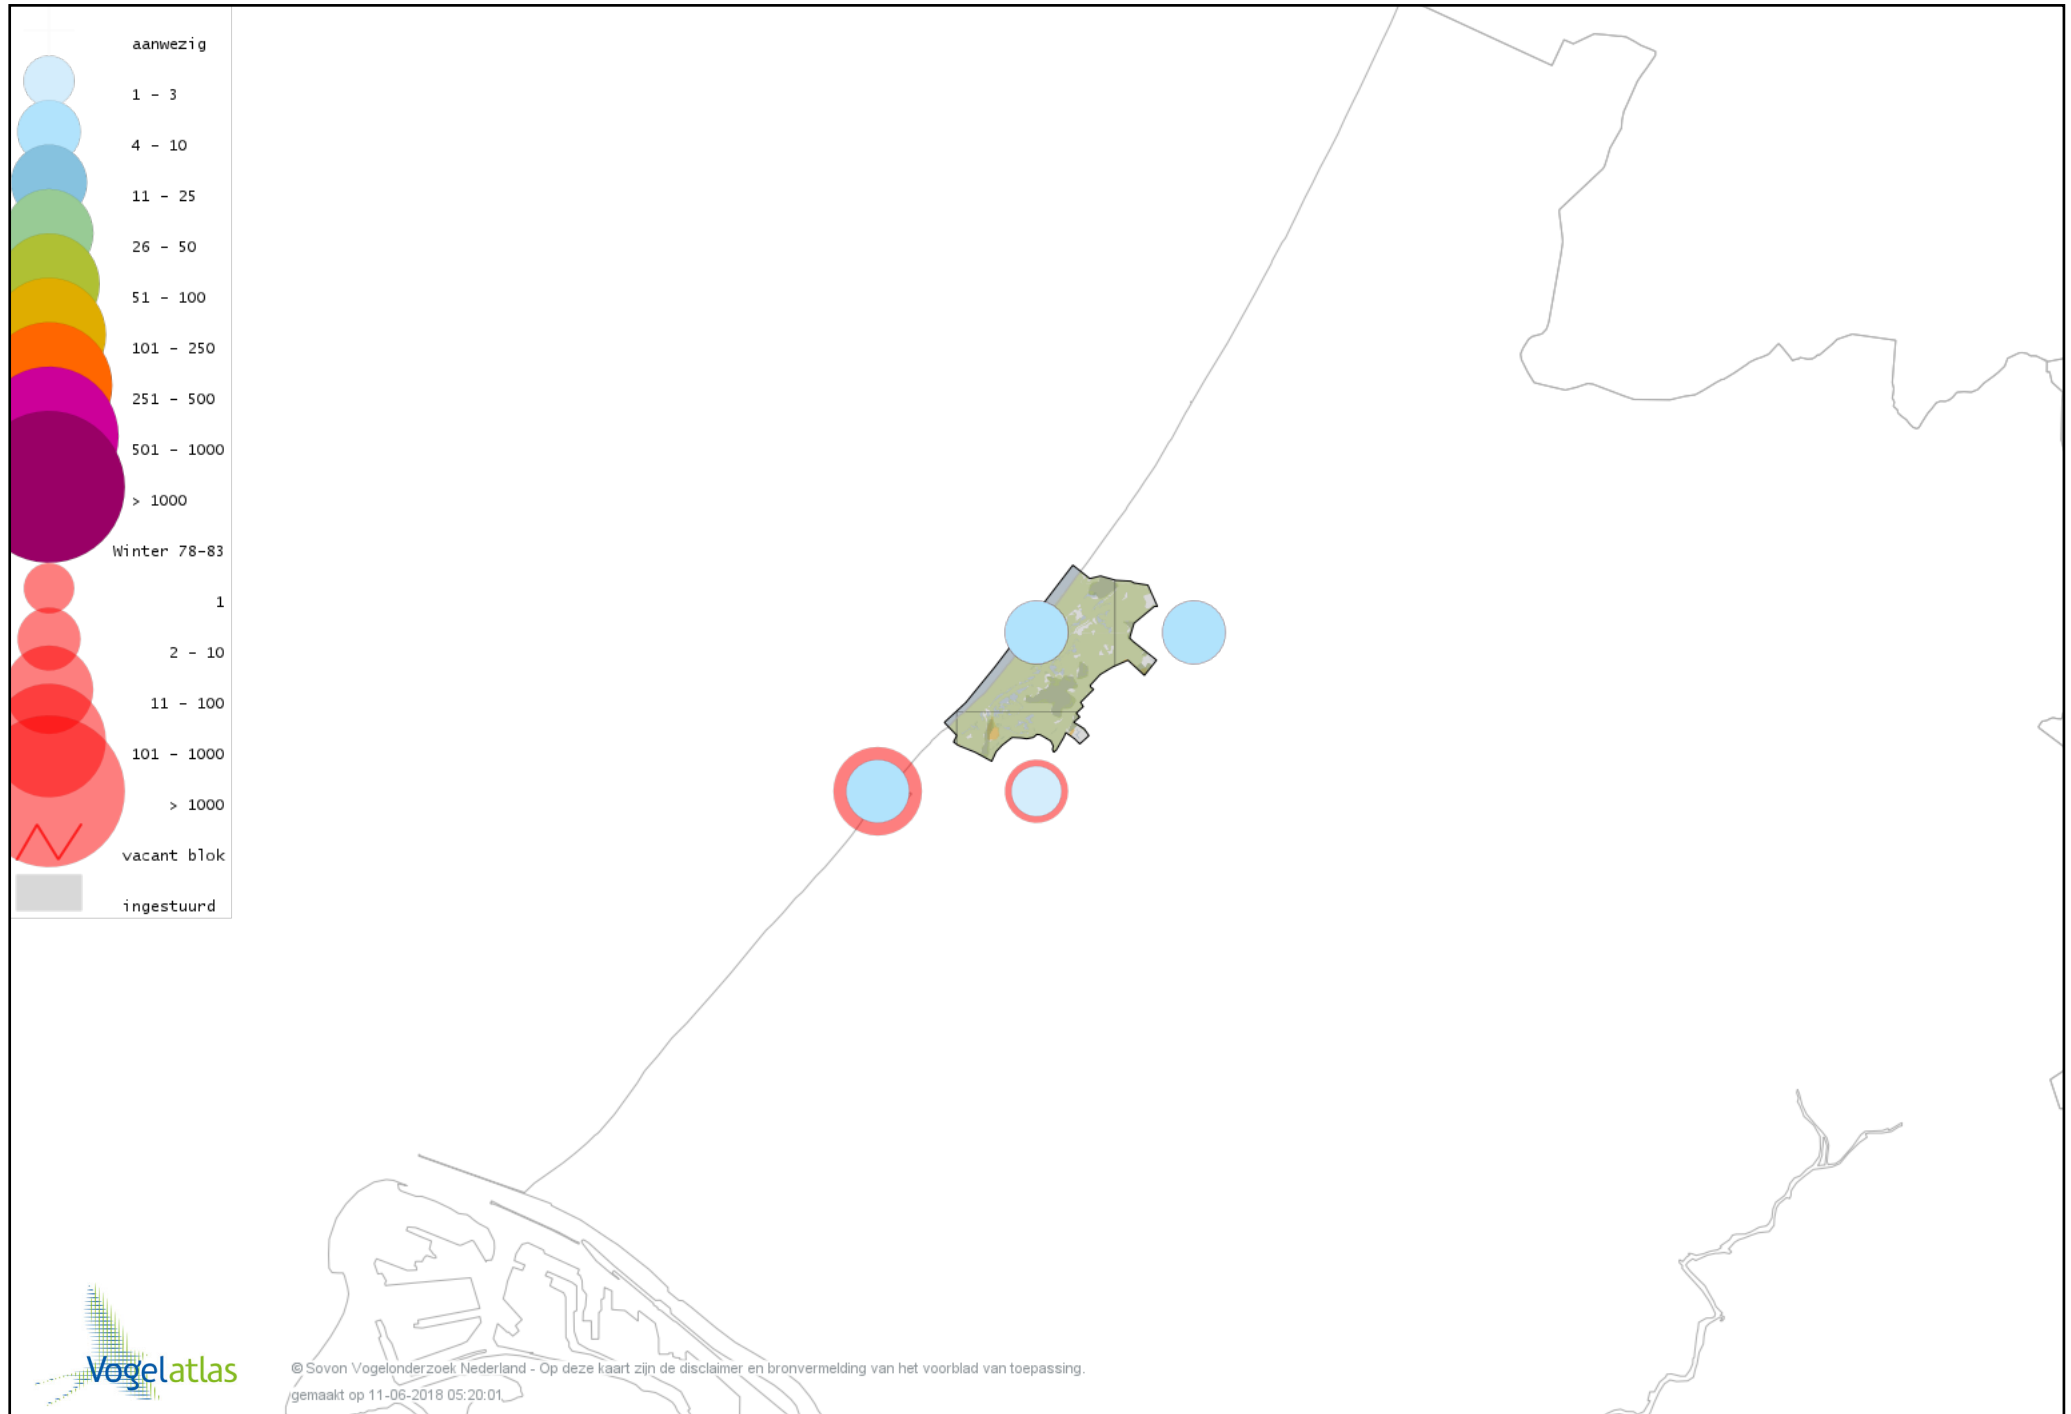 aanwezig
1 - 3
4 - 10
11 - 25
26 - 50
51 - 100
101 - 250
251 - 500
501 - 1000
> 1000
Winter 78-83
1
2 - 10
11 - 100
101 - 1000
> 1000
vacant blok
ingestuurd
Vogelatlas
© Sovon Vogelonderzoek Nederland - Op deze kaart zijn de disclaimer en bronvermelding van het voorblad van toepassing.
gemaakt op 11-06-2018 05:20:01